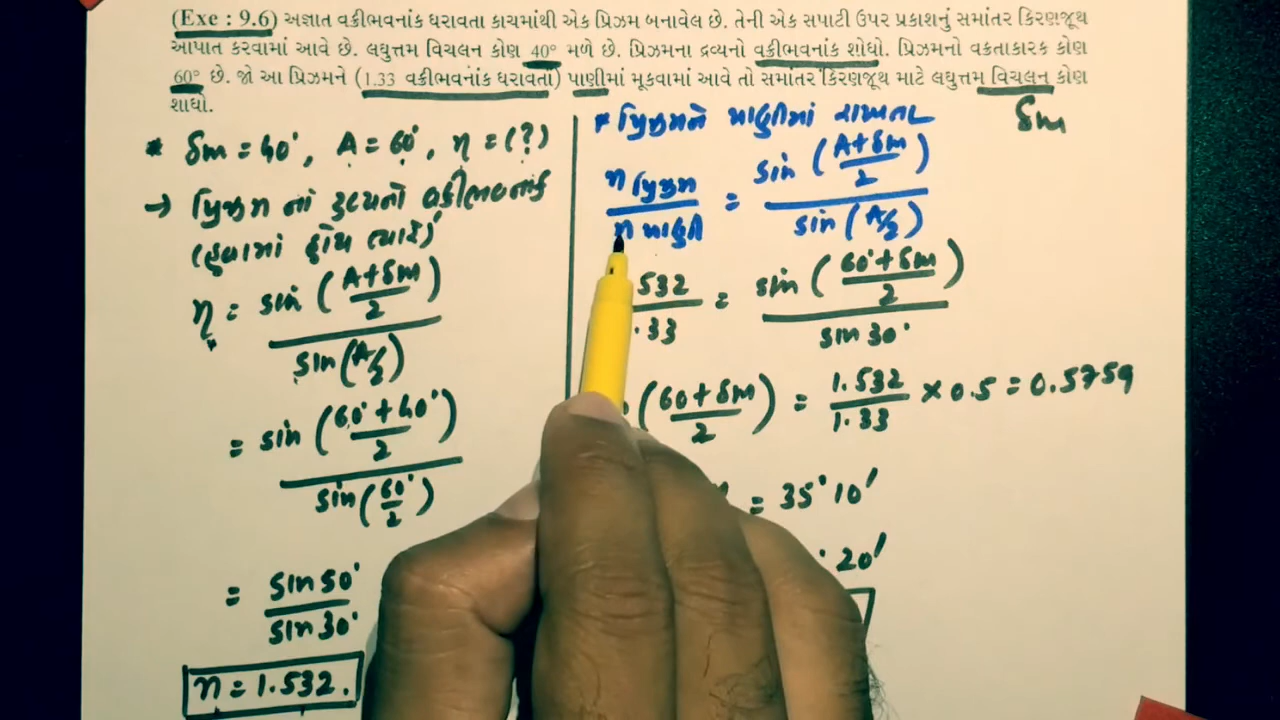 (Exe : 9.6) અજ્ઞાત વક્રીભવનાંક ધરાવતા કાચમાંથી એક પ્રિઝમ બનાવેલ છે. તેની એક સપાટી ઉપર પ્રકાશનું સમાંતર કિરણજૂથ
આપાત કરવામાં આવે છે. લઘુત્તમ વિચલન કોણ 40° મળે છે. પ્રિઝમના દ્રવ્યનો વક્રીભવનાંક શોધો. પ્રિઝમનો વક્રતાકારક કોણ
60° છે. જો આ પ્રિઝમને (1.33 વક્રીભવનાંક ધરાવતા) પાણીમાં મૂકવામાં આવે તો સમાંતર કિરણજૂથ માટે લઘુત્તમ વિચલન કોણ
શોધો.
δm
* δm = 40°, A = 60°, n = (?)
→ પ્રિઝમ નાં દ્રવ્યનો વક્રીભવનાંક
(હવામાં હોય ત્યારે)
n = sin (A+δm/2) / sin (A/2)
= sin (60°+40°/2) / sin (60°/2)
= sin 50° / sin 30°
n = 1.532.
* પ્રિઝમને પાણીમાં રાખતા
n પ્રિઝમ / n પાણી = sin (A+δm/2) / sin (A/2)
532 / .33 = sin (60°+δm/2) / sin 30°
(60+δm/2) = 1.532/1.33 × 0.5 = 0.5759
= 35° 10′
° 20′